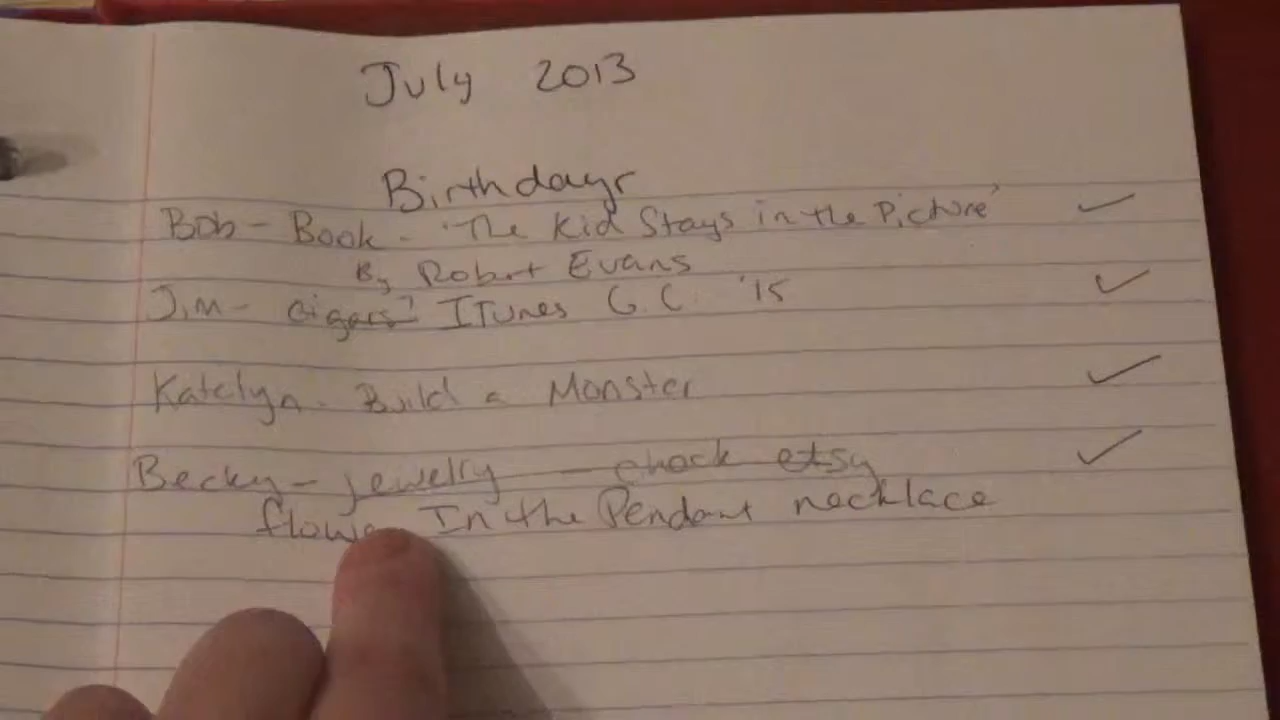 July 2013
Birthdays
Bob - Book - 'The Kid Stays in the Picture'
By Robert Evans
Jim - cigars? ITunes G.C. '15
Katelyn - Build a Monster
Becky - jewelry - check etsy
flower In the Pendant necklace